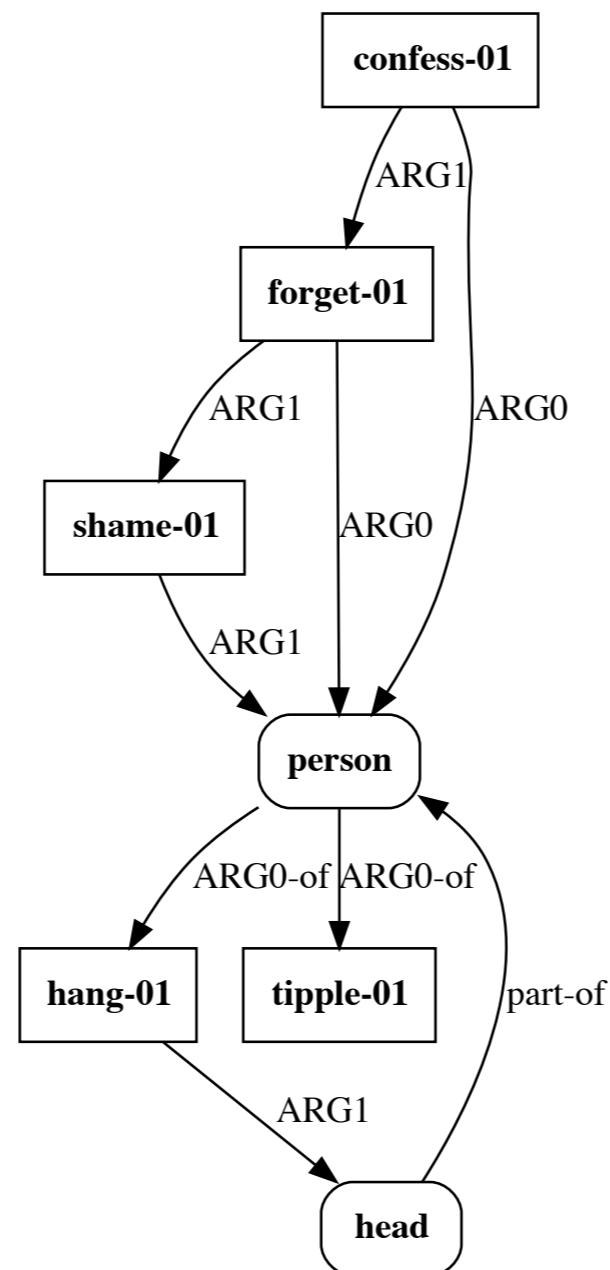 confess-01
ARG1
forget-01
ARG1
ARG0
ARG0
shame-01
ARG1
person
ARG0-of
ARG0-of
hang-01
tipple-01
part-of
ARG1
head